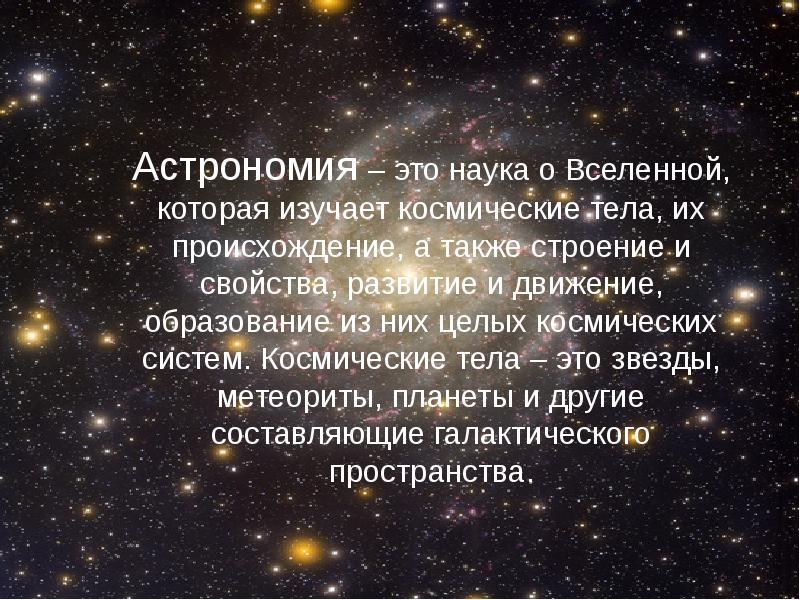 Астрономия – это наука о Вселенной,
которая изучает космические тела, их
происхождение, а также строение и
свойства, развитие и движение,
образование из них целых космических
систем. Космические тела – это звезды,
метеориты, планеты и другие
составляющие галактического
пространства.